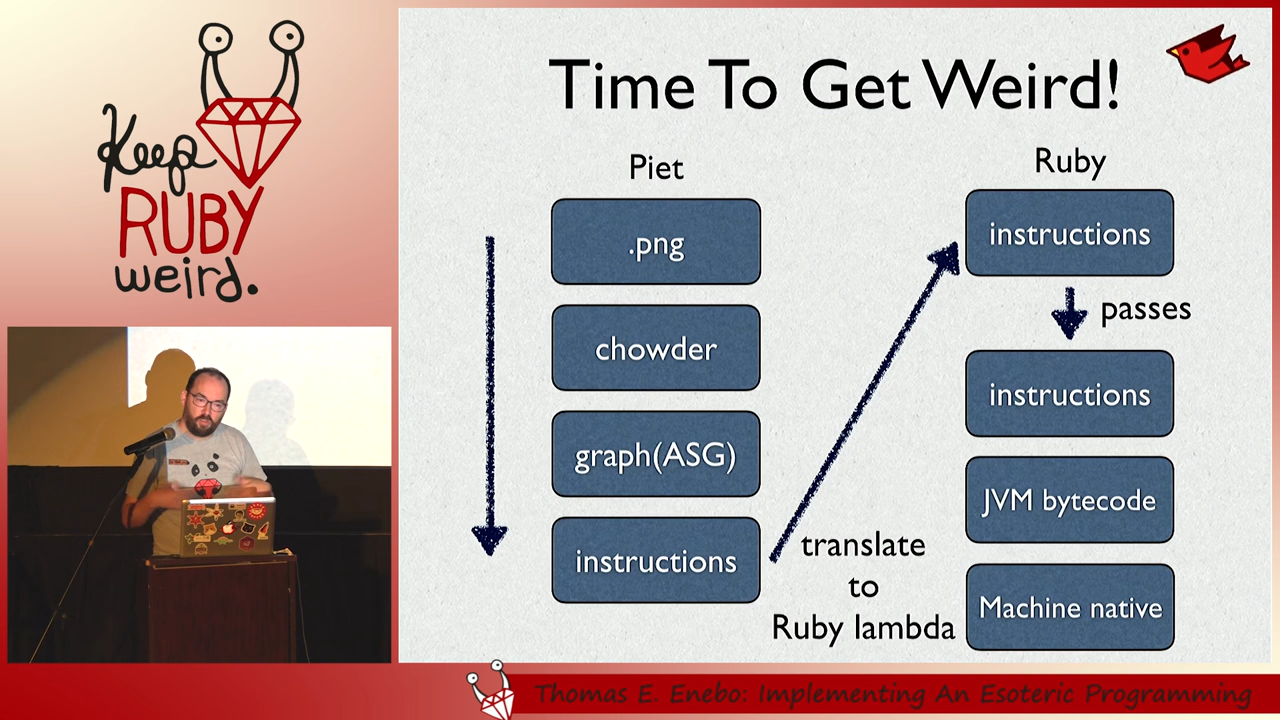 Keep
RUBY
weird.
Time To Get Weird!
Piet
.png
chowder
graph(ASG)
instructions
translate
to
Ruby lambda
Ruby
instructions
passes
instructions
JVM bytecode
Machine native
Thomas E. Enebo: Implementing An Esoteric Programming